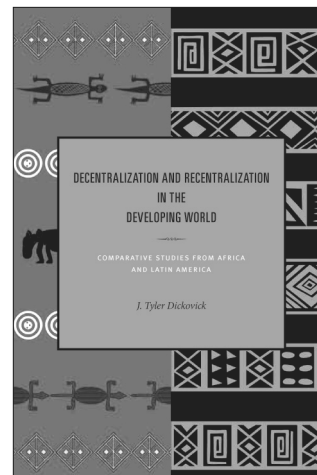 DECENTRALIZATION AND RECENTRALIZATION
IN THE
DEVELOPING WORLD
COMPARATIVE STUDIES FROM AFRICA
AND LATIN AMERICA
J. Tyler Dickovick